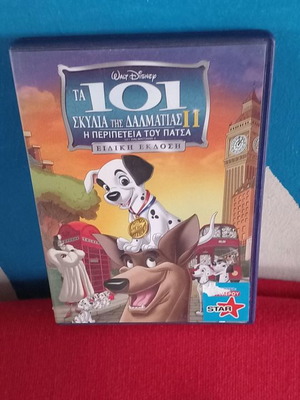 Walt Disney
ΤΑ 101
ΣΚΥΛΙΑ ΤΗΣ ΔΑΛΜΑΤΙΑΣ II
Η ΠΕΡΙΠΕΤΕΙΑ ΤΟΥ ΠΑΤΣΑ
ΕΙΔΙΚΗ ΕΚΔΟΣΗ
STAR